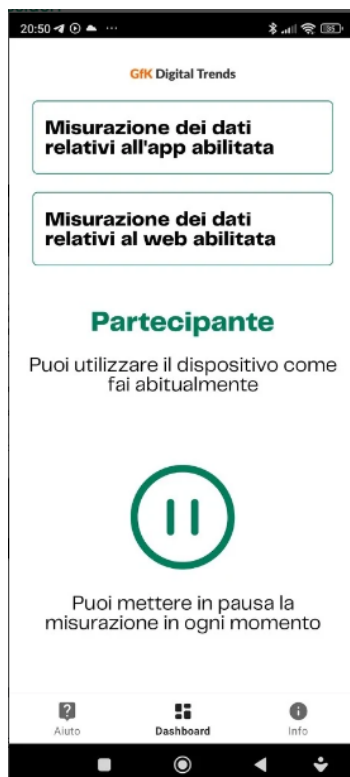 20:50
GfK Digital Trends
Misurazione dei dati
relativi all'app abilitata
Misurazione dei dati
relativi al web abilitata
Partecipante
Puoi utilizzare il dispositivo come
fai abitualmente
Puoi mettere in pausa la
misurazione in ogni momento
Aiuto
Dashboard
Info